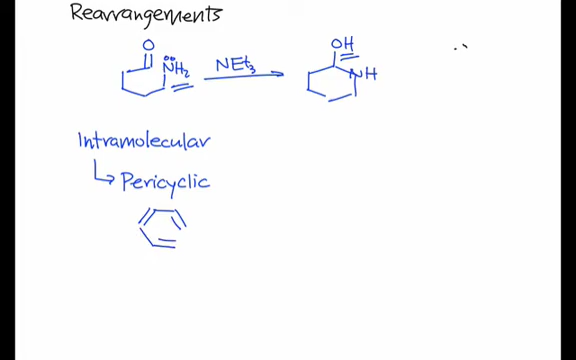 Rearrangements
O
NH₂
NEt₃
OH
NH
Intramolecular
Pericyclic